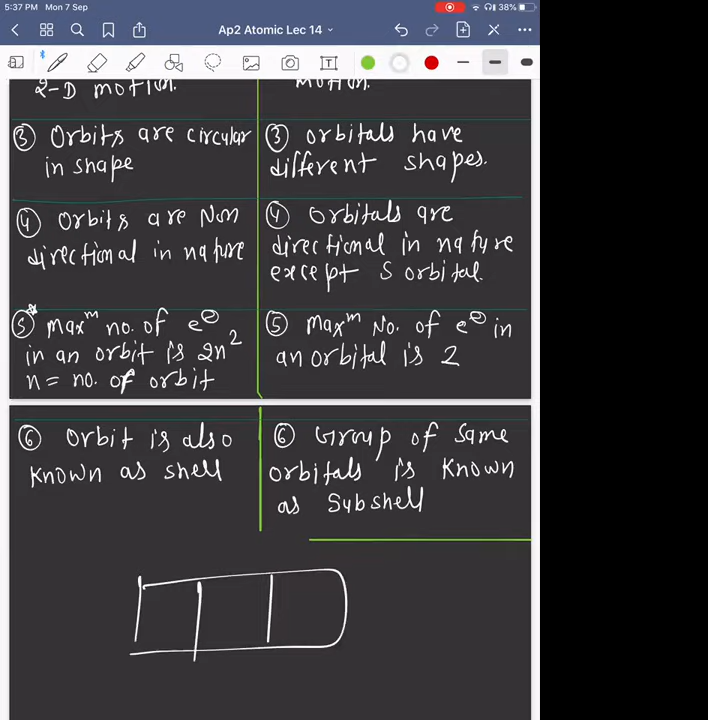 5:37 PM Mon 7 Sep
38%
Ap2 Atomic Lec 14
T
2-D motion.
motion.
③ Orbits are circular
in shape
③ orbitals have
different shapes.
④ Orbits are Non
directional in nature
④ Orbitals are
directional in nature
except S orbital.
⑤* Maxᵐ no. of e⊖
in an orbit is 2n²
n = no. of orbit
⑤ Maxᵐ No. of e⊖ in
an orbital is 2
⑥ Orbit is also
Known as shell
⑥ Group of same
orbitals is Known
as Subshell